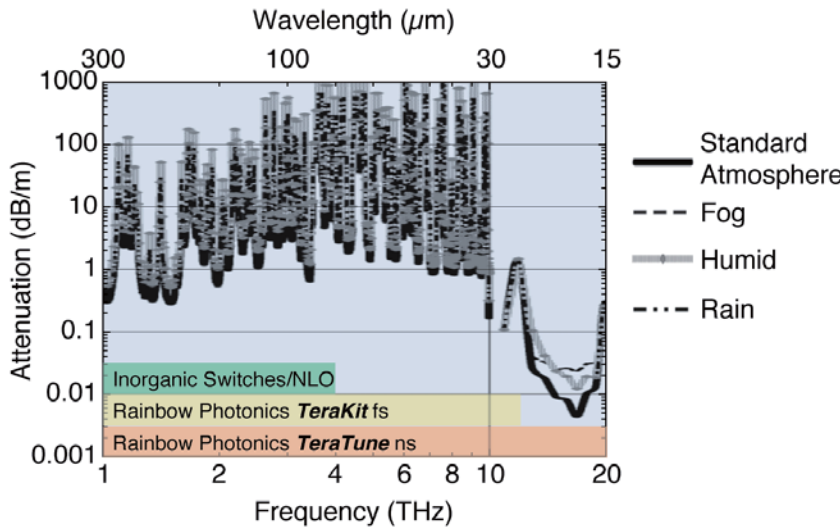 Wavelength (μm)
300 100 30 15
1000
100
10
1
0.1
0.01
0.001
Attenuation (dB/m)
Inorganic Switches/NLO
Rainbow Photonics TeraKit fs
Rainbow Photonics TeraTune ns
1 2 4 6 8 10 20
Frequency (THz)
Standard
Atmosphere
Fog
Humid
Rain